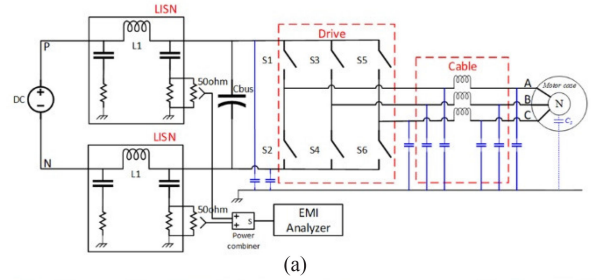 LISN
P
L1
50ohm
DC
Cbus
LISN
N
L1
50ohm
Drive
S1 S3 S5
S2 S4 S6
Cable
A
B
C
Motor case
N
Cs
Power
combiner
S
EMI
Analyzer
(a)